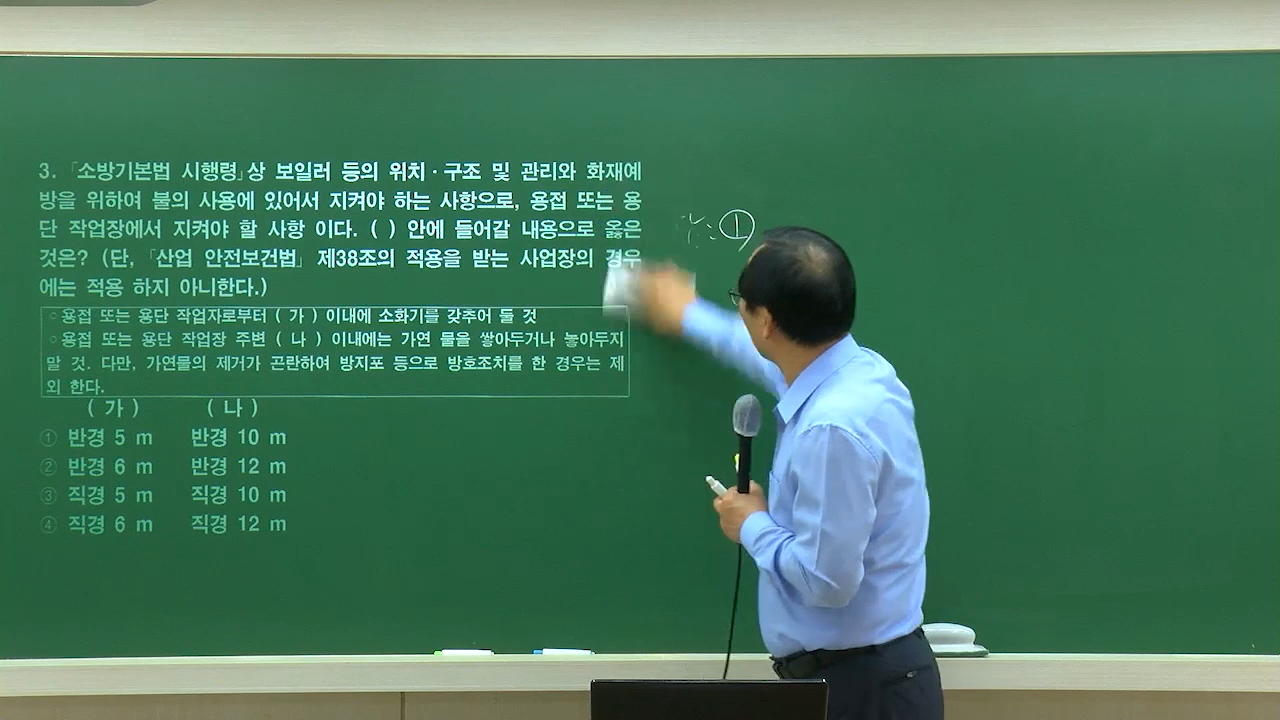 3. 「소방기본법 시행령」상 보일러 등의 위치·구조 및 관리와 화재예
방을 위하여 불의 사용에 있어서 지켜야 하는 사항으로, 용접 또는 용
단 작업장에서 지켜야 할 사항 이다. ( ) 안에 들어갈 내용으로 옳은
것은? (단, 「산업 안전보건법」 제38조의 적용을 받는 사업장의 경우
에는 적용 하지 아니한다.)
○용접 또는 용단 작업자로부터 ( 가 ) 이내에 소화기를 갖추어 둘 것
○용접 또는 용단 작업장 주변 ( 나 ) 이내에는 가연 물을 쌓아두거나 놓아두지
말 것. 다만, 가연물의 제거가 곤란하여 방지포 등으로 방호조치를 한 경우는 제
외 한다.
( 가 ) ( 나 )
① 반경 5 m 반경 10 m
② 반경 6 m 반경 12 m
③ 직경 5 m 직경 10 m
④ 직경 6 m 직경 12 m
①